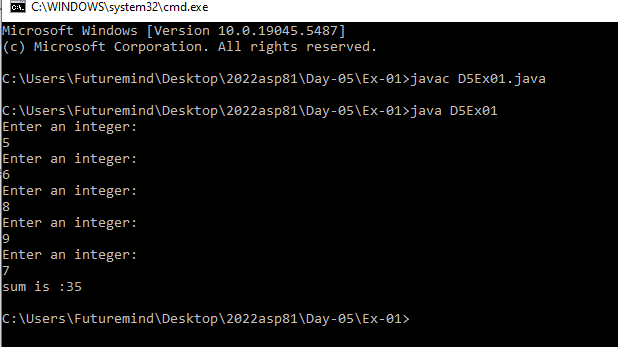 C:\WINDOWS\system32\cmd.exe
Microsoft Windows [Version 10.0.19045.5487]
(c) Microsoft Corporation. All rights reserved.
C:\Users\Futuremind\Desktop\2022asp81\Day-05\Ex-01>javac D5Ex01.java
C:\Users\Futuremind\Desktop\2022asp81\Day-05\Ex-01>java D5Ex01
Enter an integer:
5
Enter an integer:
6
Enter an integer:
8
Enter an integer:
9
Enter an integer:
7
sum is :35
C:\Users\Futuremind\Desktop\2022asp81\Day-05\Ex-01>